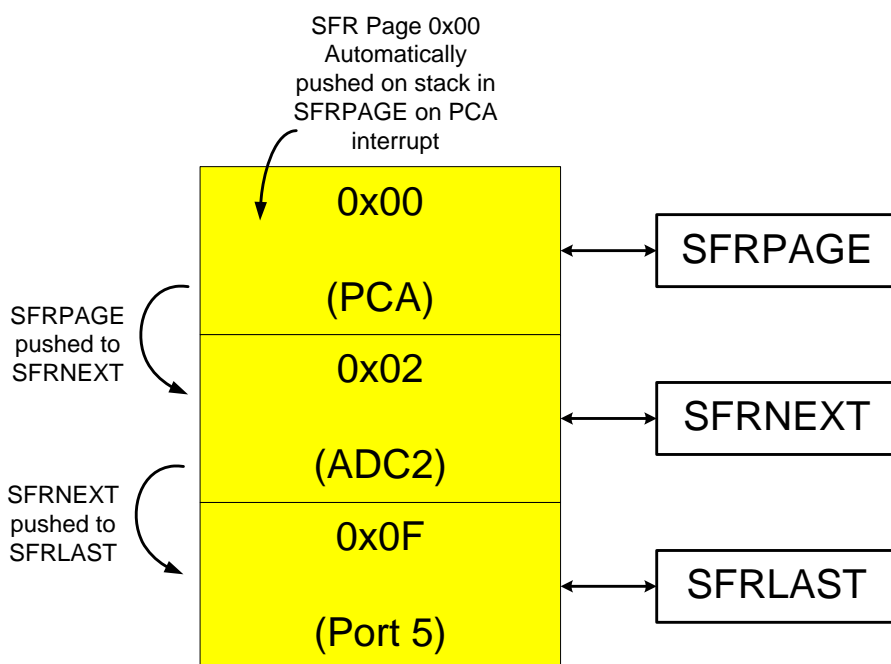 SFR Page 0x00
Automatically
pushed on stack in
SFRPAGE on PCA
interrupt
0x00
(PCA)
SFRPAGE
SFRPAGE
pushed to
SFRNEXT
0x02
(ADC2)
SFRNEXT
SFRNEXT
pushed to
SFRLAST
0x0F
(Port 5)
SFRLAST